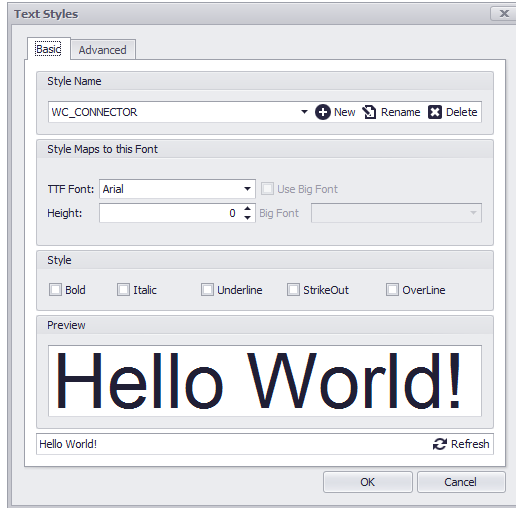 Text Styles
Basic Advanced
Style Name
WC_CONNECTOR New Rename Delete
Style Maps to this Font
TTF Font: Arial Use Big Font
Height: 0 Big Font
Style
Bold Italic Underline StrikeOut OverLine
Preview
Hello World!
Hello World! Refresh
OK Cancel